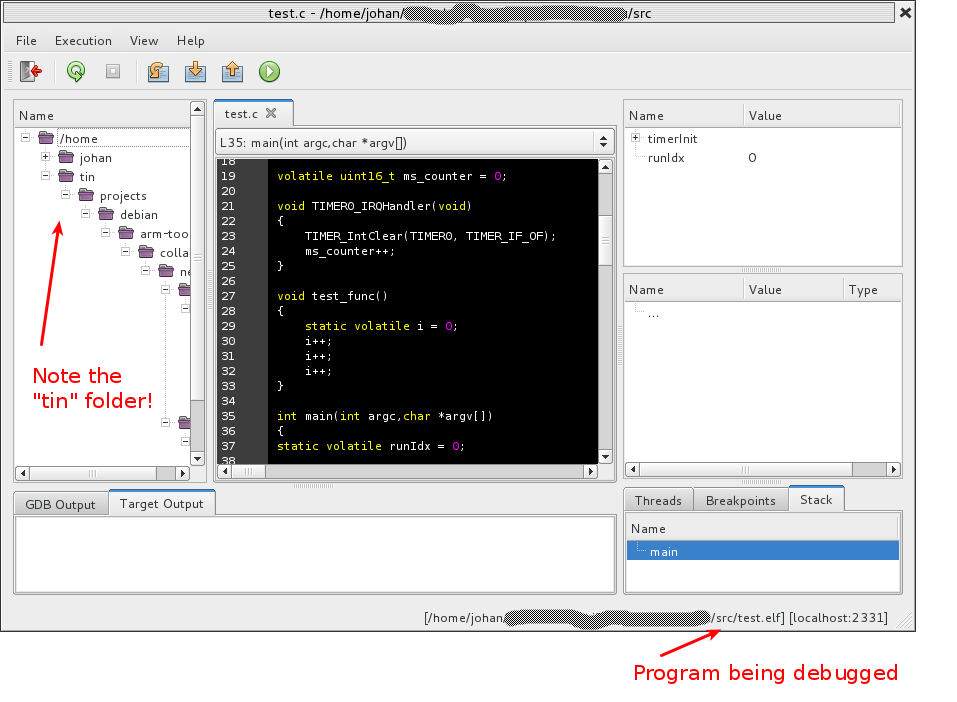 test.c - /home/johan/ /src
File Execution View Help
Name
/home
johan
tin
projects
debian
arm-too
colla
ne
Note the
"tin" folder!
test.c
L35: main(int argc,char *argv[])
18
19 volatile uint16_t ms_counter = 0;
20
21 void TIMER0_IRQHandler(void)
22 {
23 TIMER_IntClear(TIMER0, TIMER_IF_OF);
24 ms_counter++;
25 }
26
27 void test_func()
28 {
29 static volatile i = 0;
30 i++;
31 i++;
32 i++;
33 }
34
35 int main(int argc,char *argv[])
36 {
37 static volatile runIdx = 0;
38
Name Value
timerInit
runIdx 0
Name Value Type
...
GDB Output Target Output
Threads Breakpoints Stack
Name
main
[/home/johan/ /src/test.elf] [localhost:2331]
Program being debugged